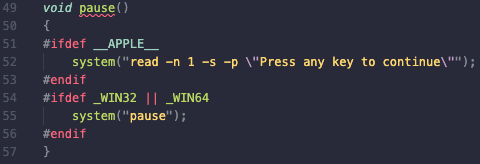 49 void pause()
50 {
51 #ifdef __APPLE__
52     system("read -n 1 -s -p \"Press any key to continue\"");
53 #endif
54 #ifdef _WIN32 || _WIN64
55     system("pause");
56 #endif
57 }